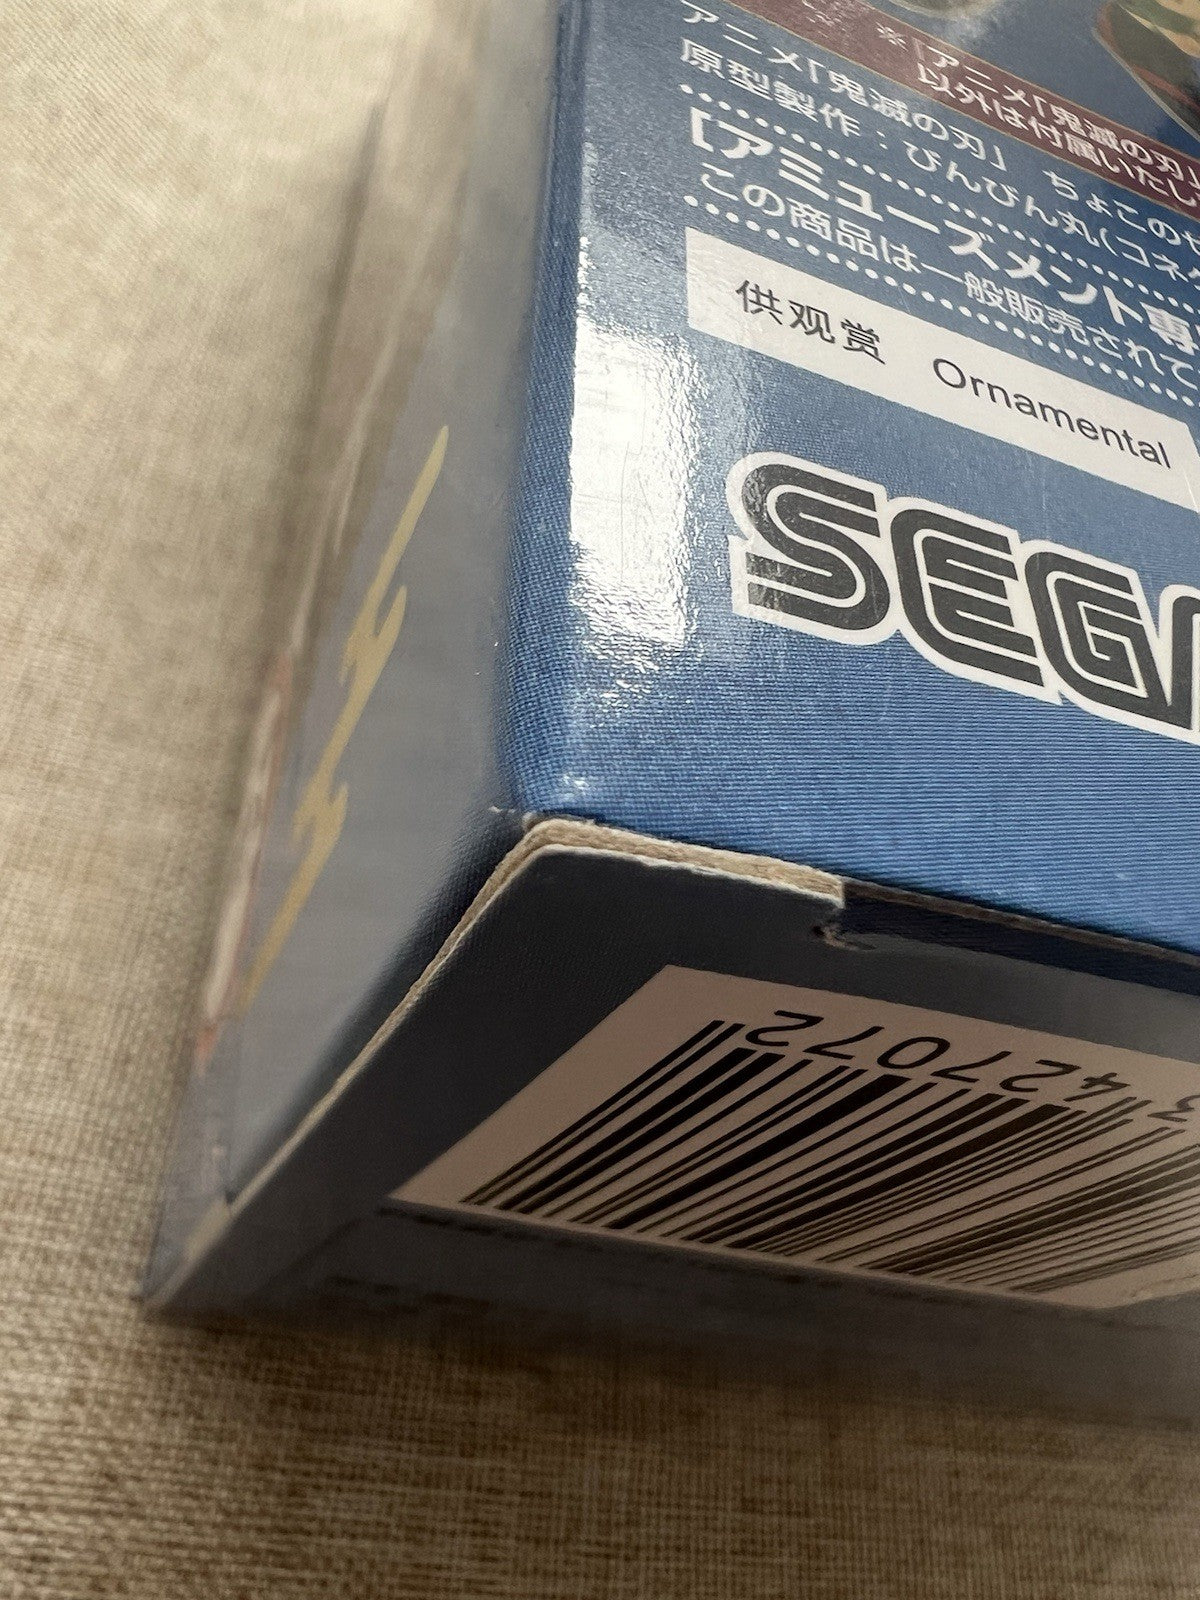 ※「アニメ「鬼滅の刃」
以外は付属いたし
アニメ「鬼滅の刃」 ちょこのせ
原型製作：びんびん丸(コネ
【アミューズメント専
この商品は一般販売されて
供观赏 Ornamental
SEGA
3427072